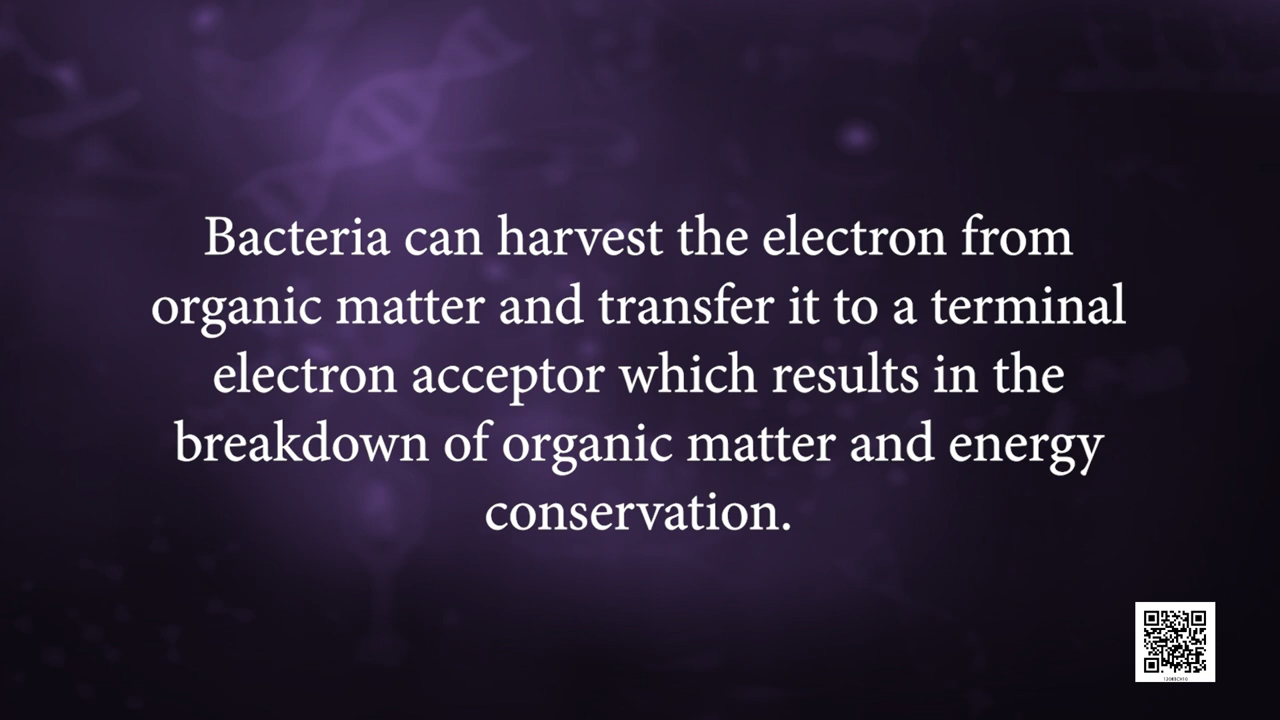 Bacteria can harvest the electron from
organic matter and transfer it to a terminal
electron acceptor which results in the
breakdown of organic matter and energy
conservation.